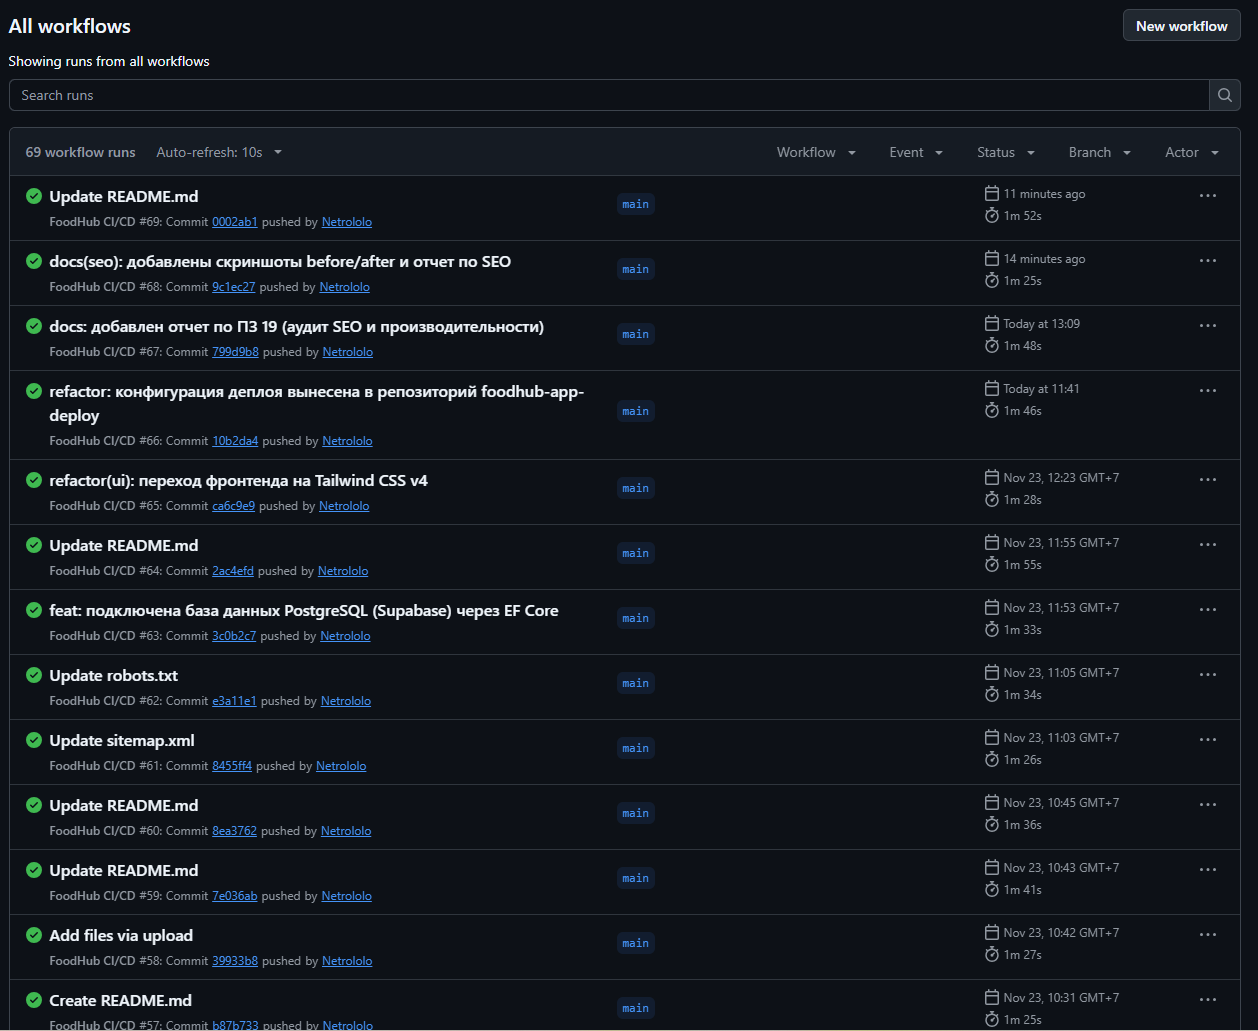 All workflows
New workflow
Showing runs from all workflows
Search runs
69 workflow runs Auto-refresh: 10s Workflow Event Status Branch Actor
Update README.md
FoodHub CI/CD #69: Commit 0002ab1 pushed by Netrololo
main
11 minutes ago
1m 52s
docs(seo): добавлены скриншоты before/after и отчет по SEO
FoodHub CI/CD #68: Commit 9c1ec27 pushed by Netrololo
main
14 minutes ago
1m 25s
docs: добавлен отчет по ПЗ 19 (аудит SEO и производительности)
FoodHub CI/CD #67: Commit 799d9b8 pushed by Netrololo
main
Today at 13:09
1m 48s
refactor: конфигурация деплоя вынесена в репозиторий foodhub-app-
deploy
FoodHub CI/CD #66: Commit 10b2da4 pushed by Netrololo
main
Today at 11:41
1m 46s
refactor(ui): переход фронтенда на Tailwind CSS v4
FoodHub CI/CD #65: Commit ca6c9e9 pushed by Netrololo
main
Nov 23, 12:23 GMT+7
1m 28s
Update README.md
FoodHub CI/CD #64: Commit 2ac4efd pushed by Netrololo
main
Nov 23, 11:55 GMT+7
1m 55s
feat: подключена база данных PostgreSQL (Supabase) через EF Core
FoodHub CI/CD #63: Commit 3c0b2c7 pushed by Netrololo
main
Nov 23, 11:53 GMT+7
1m 33s
Update robots.txt
FoodHub CI/CD #62: Commit e3a11e1 pushed by Netrololo
main
Nov 23, 11:05 GMT+7
1m 34s
Update sitemap.xml
FoodHub CI/CD #61: Commit 8455ff4 pushed by Netrololo
main
Nov 23, 11:03 GMT+7
1m 26s
Update README.md
FoodHub CI/CD #60: Commit 8ea3762 pushed by Netrololo
main
Nov 23, 10:45 GMT+7
1m 36s
Update README.md
FoodHub CI/CD #59: Commit 7e036ab pushed by Netrololo
main
Nov 23, 10:43 GMT+7
1m 41s
Add files via upload
FoodHub CI/CD #58: Commit 39933b8 pushed by Netrololo
main
Nov 23, 10:42 GMT+7
1m 27s
Create README.md
FoodHub CI/CD #57: Commit b87b733 pushed by Netrololo
main
Nov 23, 10:31 GMT+7
1m 25s